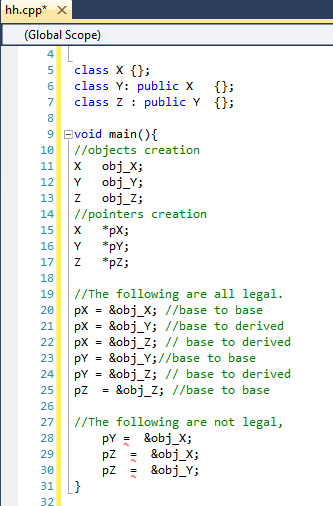 hh.cpp*
(Global Scope)
4
5 class X {};
6 class Y: public X   {};
7 class Z : public Y  {};
8
9 void main(){
10 //objects creation
11 X   obj_X;
12 Y   obj_Y;
13 Z   obj_Z;
14 //pointers creation
15 X   *pX;
16 Y   *pY;
17 Z   *pZ;
18
19 //The following are all legal.
20 pX = &obj_X; //base to base
21 pX = &obj_Y; //base to derived
22 pX = &obj_Z; // base to derived
23 pY = &obj_Y;//base to base
24 pY = &obj_Z; // base to derived
25 pZ  = &obj_Z; //base to base
26
27 //The following are not legal,
28     pY =  &obj_X;
29     pZ  =  &obj_X;
30     pZ  =  &obj_Y;
31 }
32